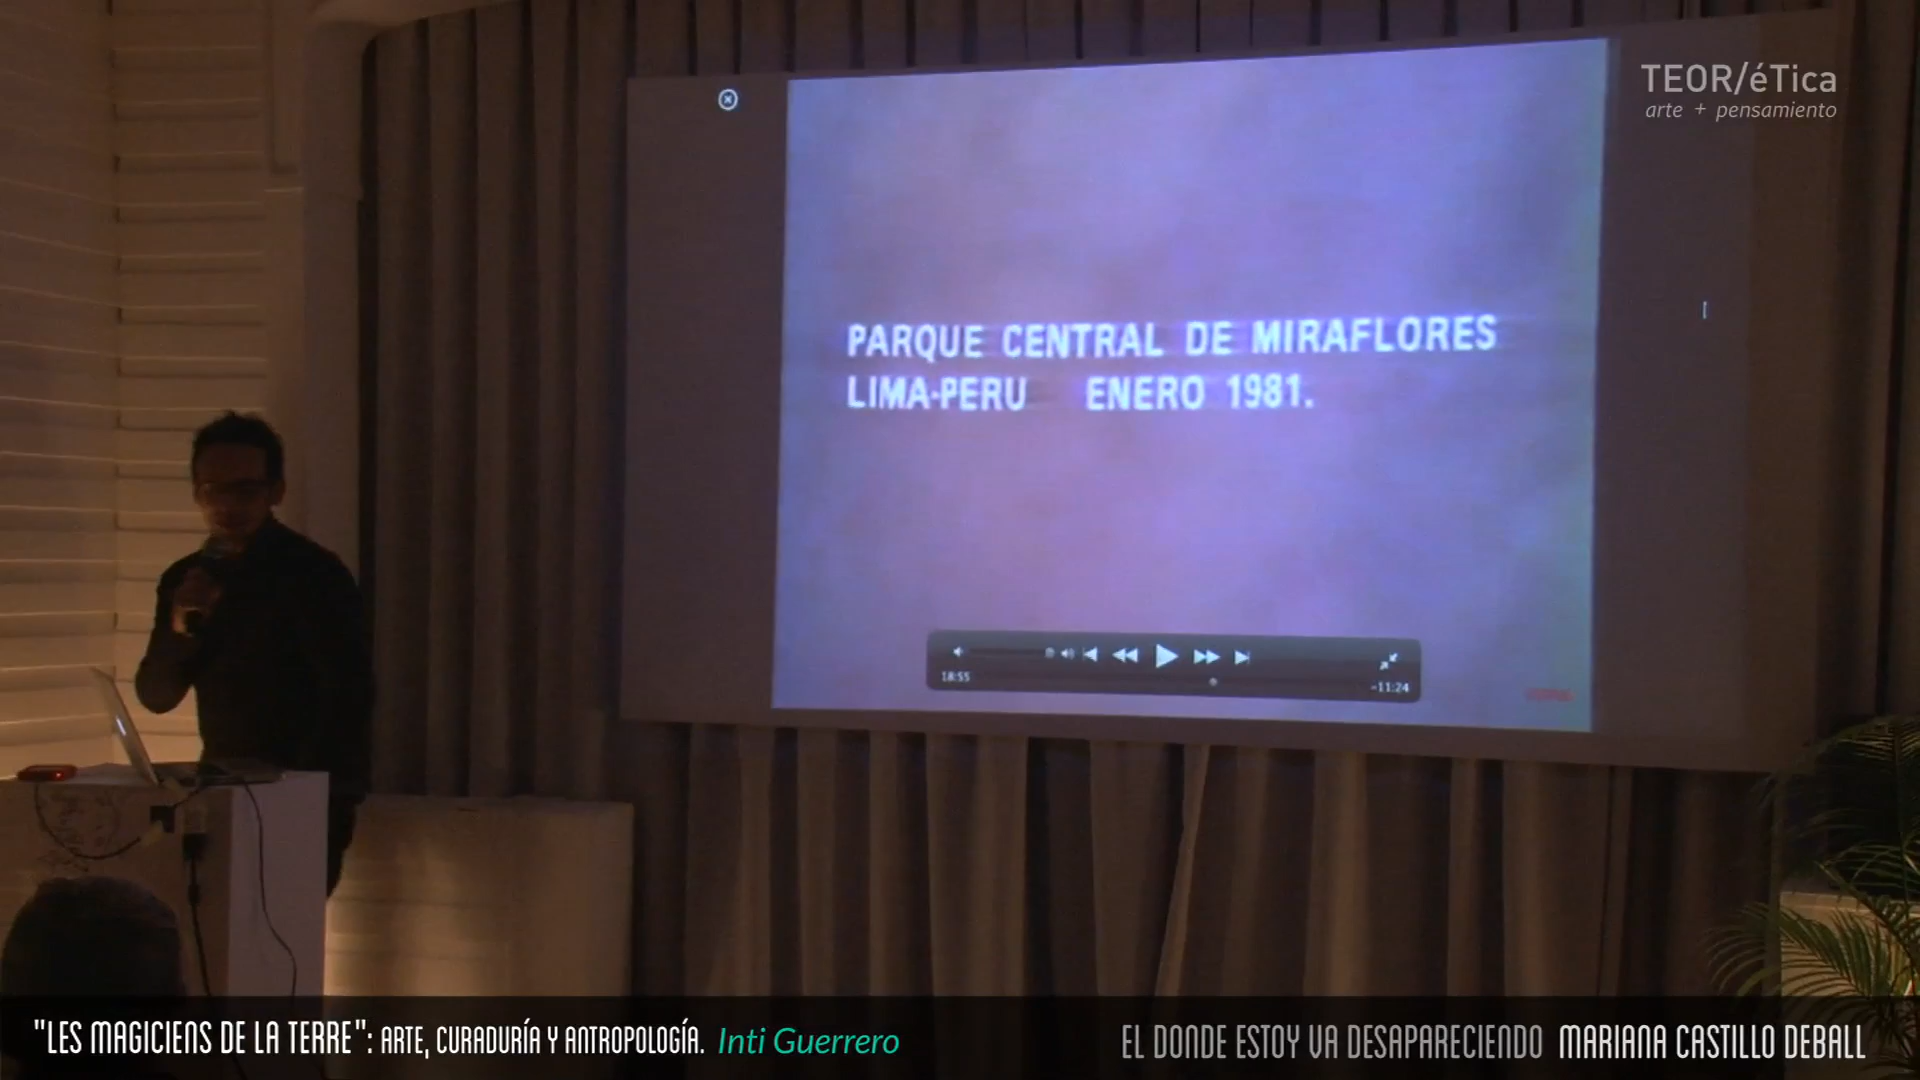 TEOR/éTica
arte + pensamiento
PARQUE CENTRAL DE MIRAFLORES
LIMA-PERU ENERO 1981.
18:55
-11:24
"LES MAGICIENS DE LA TERRE": ARTE, CURADURÍA Y ANTROPOLOGÍA. Inti Guerrero
EL DONDE ESTOY VA DESAPARECIENDO MARIANA CASTILLO DEBALL